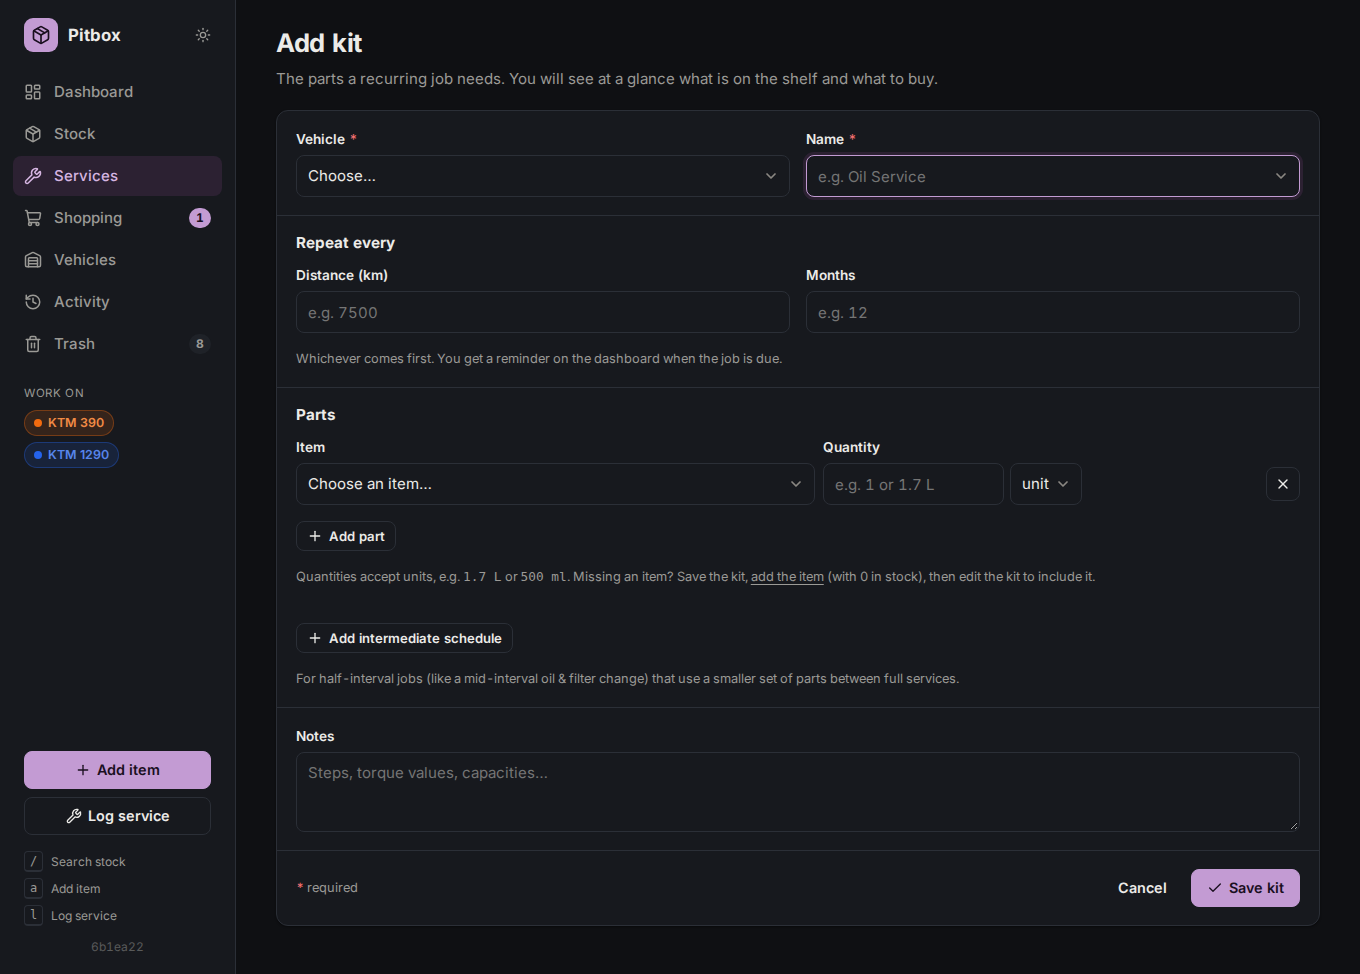 Pitbox
Dashboard
Stock
Services
Shopping 1
Vehicles
Activity
Trash 8
WORK ON
KTM 390
KTM 1290
Add item
Log service
/ Search stock
a Add item
l Log service
6b1ea22
Add kit
The parts a recurring job needs. You will see at a glance what is on the shelf and what to buy.
Vehicle * Name *
Choose... e.g. Oil Service
Repeat every
Distance (km) Months
e.g. 7500 e.g. 12
Whichever comes first. You get a reminder on the dashboard when the job is due.
Parts
Item Quantity
Choose an item... e.g. 1 or 1.7 L unit
Add part
Quantities accept units, e.g. 1.7 L or 500 ml. Missing an item? Save the kit, add the item (with 0 in stock), then edit the kit to include it.
Add intermediate schedule
For half-interval jobs (like a mid-interval oil & filter change) that use a smaller set of parts between full services.
Notes
Steps, torque values, capacities...
* required
Cancel Save kit